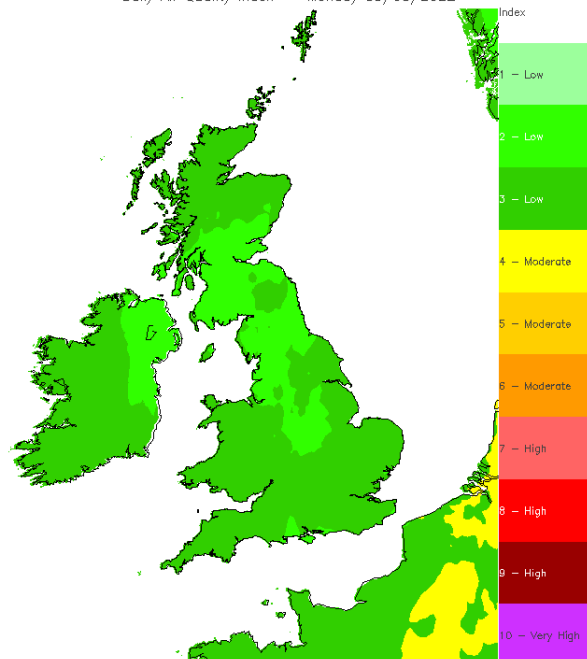 Index
1 - Low
2 - Low
3 - Low
4 - Moderate
5 - Moderate
6 - Moderate
7 - High
8 - High
9 - High
10 - Very High